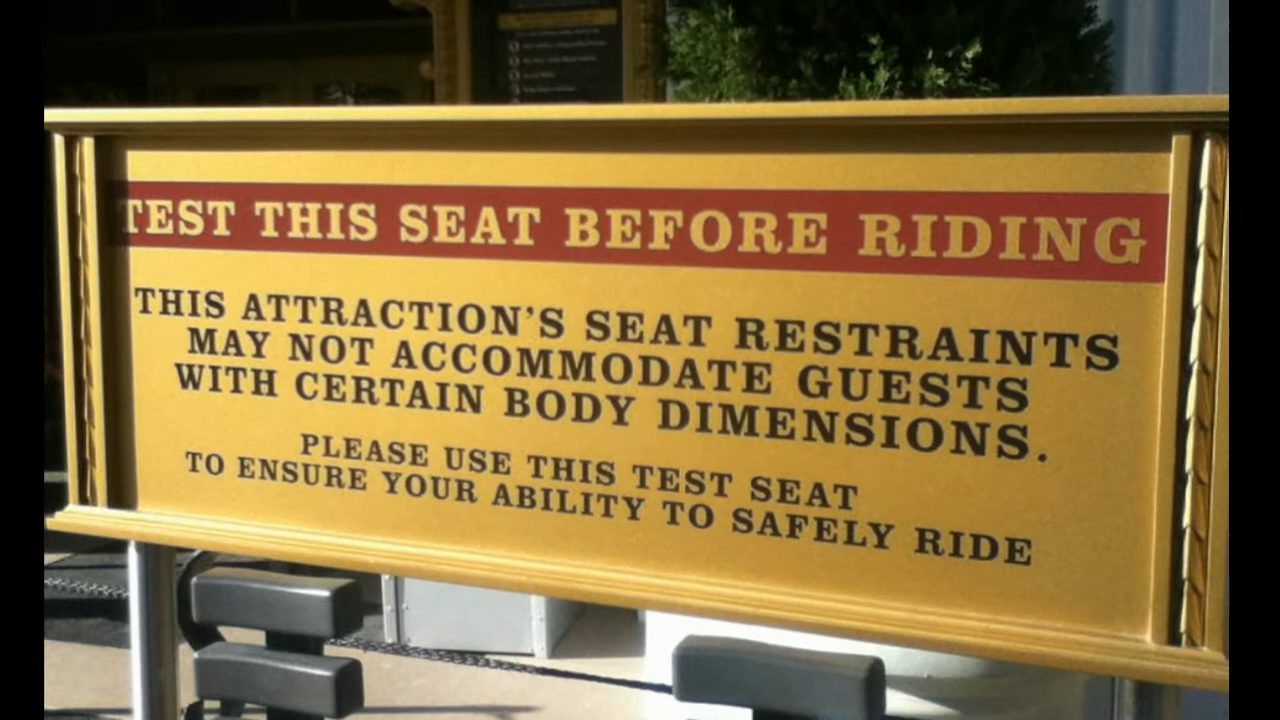 TEST THIS SEAT BEFORE RIDING
THIS ATTRACTION'S SEAT RESTRAINTS
MAY NOT ACCOMMODATE GUESTS
WITH CERTAIN BODY DIMENSIONS.
PLEASE USE THIS TEST SEAT
TO ENSURE YOUR ABILITY TO SAFELY RIDE